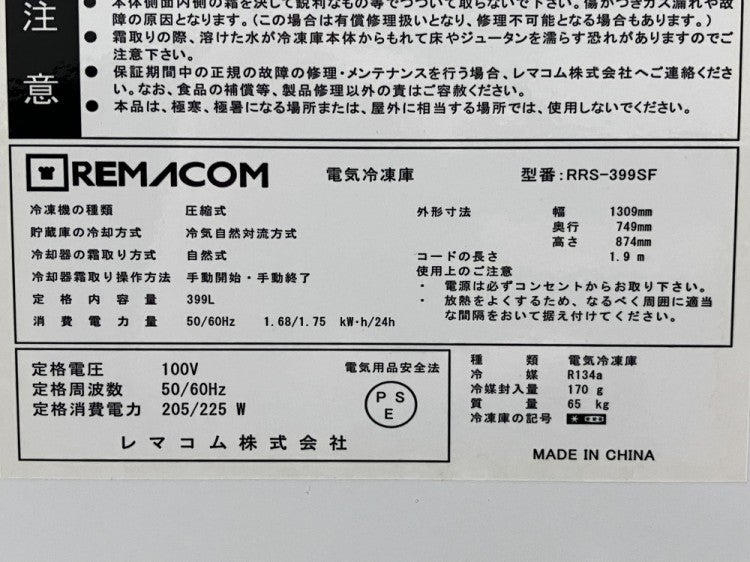 注意
● 本体側面内側の霜を決して鋭利なもの等でつついて取らないで下さい。傷がつきガス漏れや故
障の原因となります。(この場合は有償修理扱いとなり、修理不可能となる場合もあります。)
● 霜取りの際、溶けた水が冷凍庫本体からもれて床やジュータンを濡らす恐れがありますのでご
注意下さい。
● 保証期間中の正規の故障の修理・メンテナンスを行う場合、レマコム株式会社へご連絡くださ
い。なお、食品の補償等、製品修理以外の責はご容赦ください。
● 本品は、極寒、極暑になる場所または、屋外に相当する場所では、使用しないでください。
REMACOM 電気冷凍庫 型番:RRS-399SF
冷凍機の種類 圧縮式
貯蔵庫の冷却方式 冷気自然対流方式
冷却器の霜取り方式 自然式
冷却器霜取り操作方法 手動開始・手動終了
定格内容量 399L
消費電力量 50/60Hz 1.68/1.75 kW·h/24h
外形寸法 幅 1309mm
奥行 749mm
高さ 874mm
コードの長さ 1.9 m
使用上のご注意
・ 電源は必ずコンセントからお取り下さい。
・ 放熱をよくするため、なるべく周囲に適当
な間隔をおいて据え付けてください。
定格電圧 100V
定格周波数 50/60Hz
定格消費電力 205/225 W
電気用品安全法
PSE
レマコム株式会社
種類 電気冷凍庫
冷媒 R134a
冷媒封入量 170 g
質量 65 kg
冷凍庫の記号 * ***
MADE IN CHINA